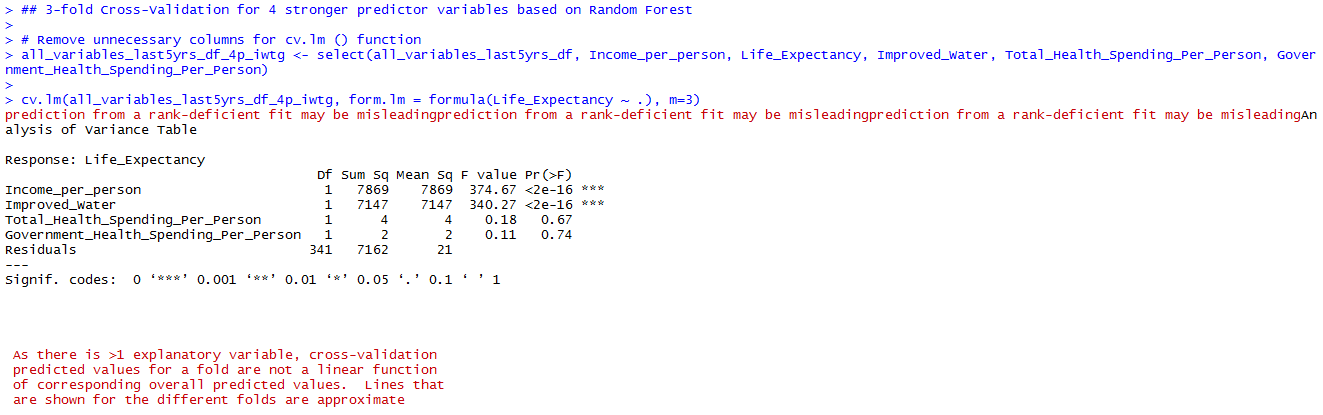 > ## 3-fold Cross-Validation for 4 stronger predictor variables based on Random Forest
>
> # Remove unnecessary columns for cv.lm () function
> all_variables_last5yrs_df_4p_iwtg <- select(all_variables_last5yrs_df, Income_per_person, Life_Expectancy, Improved_Water, Total_Health_Spending_Per_Person, Gover
nment_Health_Spending_Per_Person)
>
> cv.lm(all_variables_last5yrs_df_4p_iwtg, form.lm = formula(Life_Expectancy ~ .), m=3)
prediction from a rank-deficient fit may be misleadingprediction from a rank-deficient fit may be misleadingprediction from a rank-deficient fit may be misleadingAn
alysis of Variance Table

Response: Life_Expectancy
                                   Df Sum Sq Mean Sq F value Pr(>F)
Income_per_person                   1   7869    7869  374.67 <2e-16 ***
Improved_Water                      1   7147    7147  340.27 <2e-16 ***
Total_Health_Spending_Per_Person    1      4       4    0.18   0.67
Government_Health_Spending_Per_Person   1      2       2    0.11   0.74
Residuals                         341   7162      21
---
Signif. codes:  0 ‘***’ 0.001 ‘**’ 0.01 ‘*’ 0.05 ‘.’ 0.1 ‘ ’ 1

>
As there is >1 explanatory variable, cross-validation
predicted values for a fold are not a linear function
of corresponding overall predicted values.  Lines that
are shown for the different folds are approximate